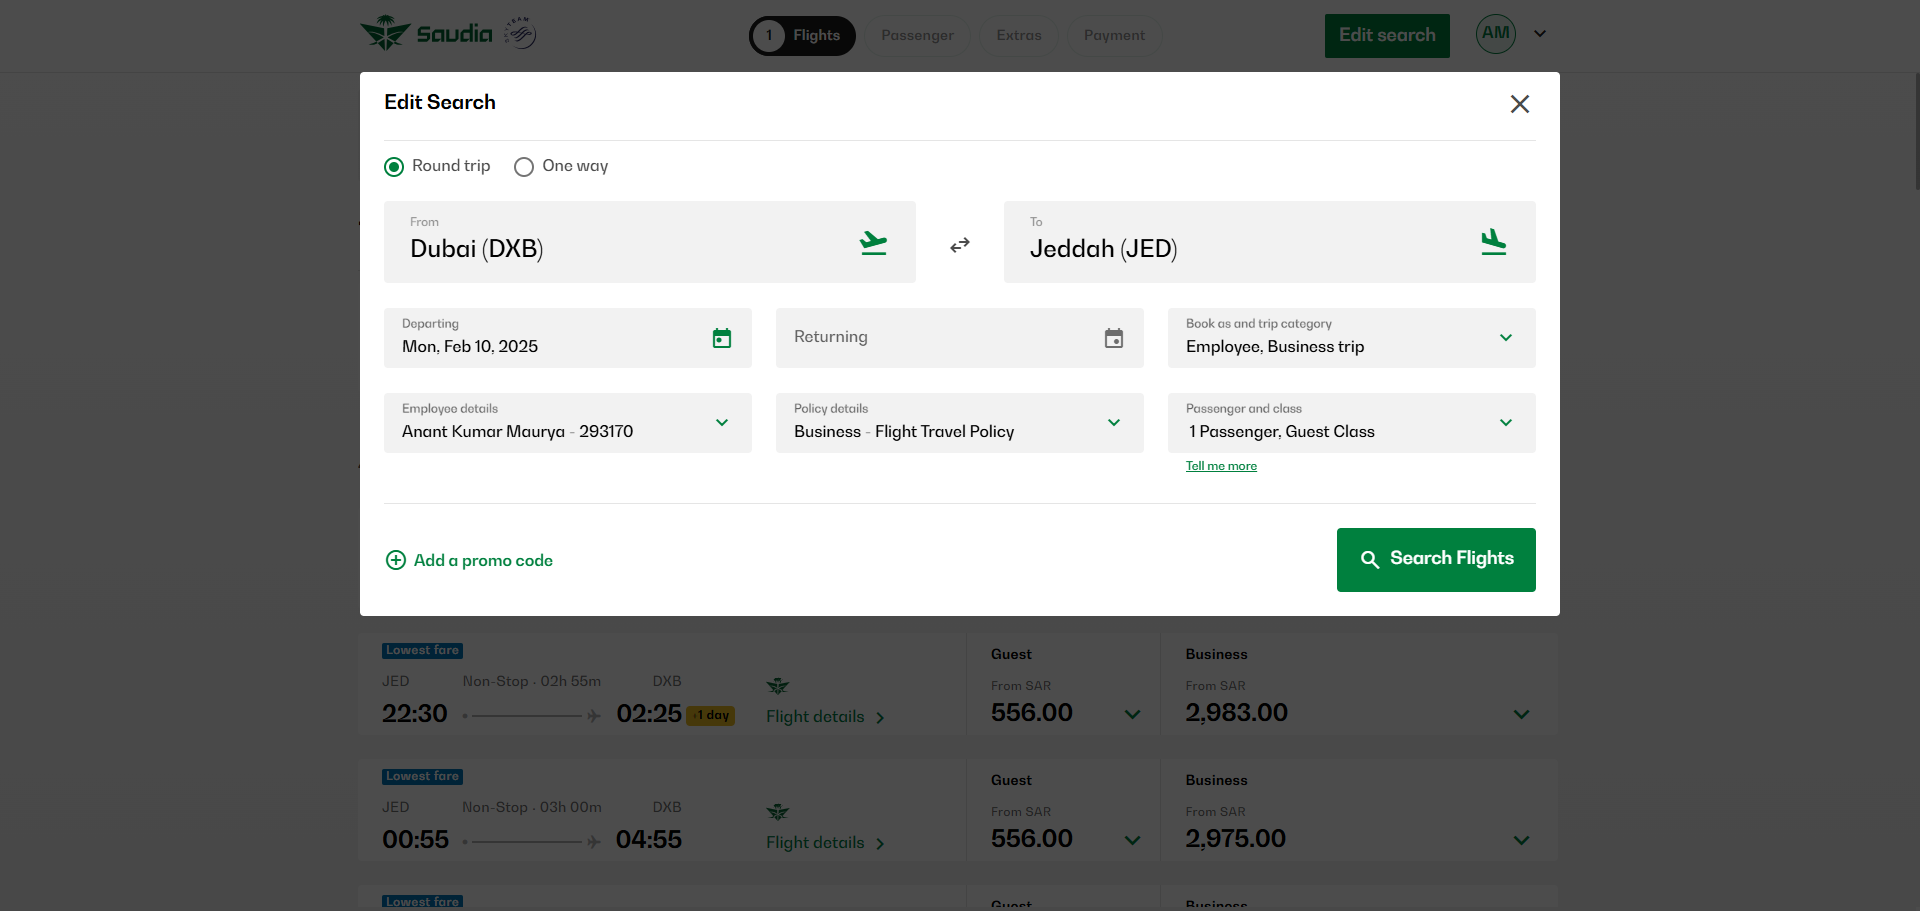 Saudia
SKYTEAM
1 Flights
Passenger
Extras
Payment
Edit search
AM
Edit Search
Round trip
One way
From
Dubai (DXB)
To
Jeddah (JED)
Departing
Mon, Feb 10, 2025
Returning
Book as and trip category
Employee, Business trip
Employee details
Anant Kumar Maurya - 293170
Policy details
Business - Flight Travel Policy
Passenger and class
1 Passenger, Guest Class
Tell me more
Add a promo code
Search Flights
Lowest fare
JED
Non-Stop · 02h 55m
DXB
22:30
02:25
+1 day
Flight details
Guest
From SAR
556.00
Business
From SAR
2,983.00
Lowest fare
JED
Non-Stop · 03h 00m
DXB
00:55
04:55
Flight details
Guest
From SAR
556.00
Business
From SAR
2,975.00
Lowest fare
Guest
Business